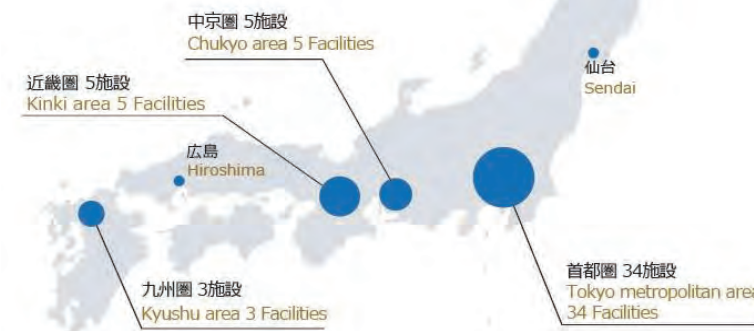 中京圏 5施設
Chukyo area 5 Facilities
仙台
Sendai
近畿圏 5施設
Kinki area 5 Facilities
広島
Hiroshima
九州圏 3施設
Kyushu area 3 Facilities
首都圏 34施設
Tokyo metropolitan area
34 Facilities